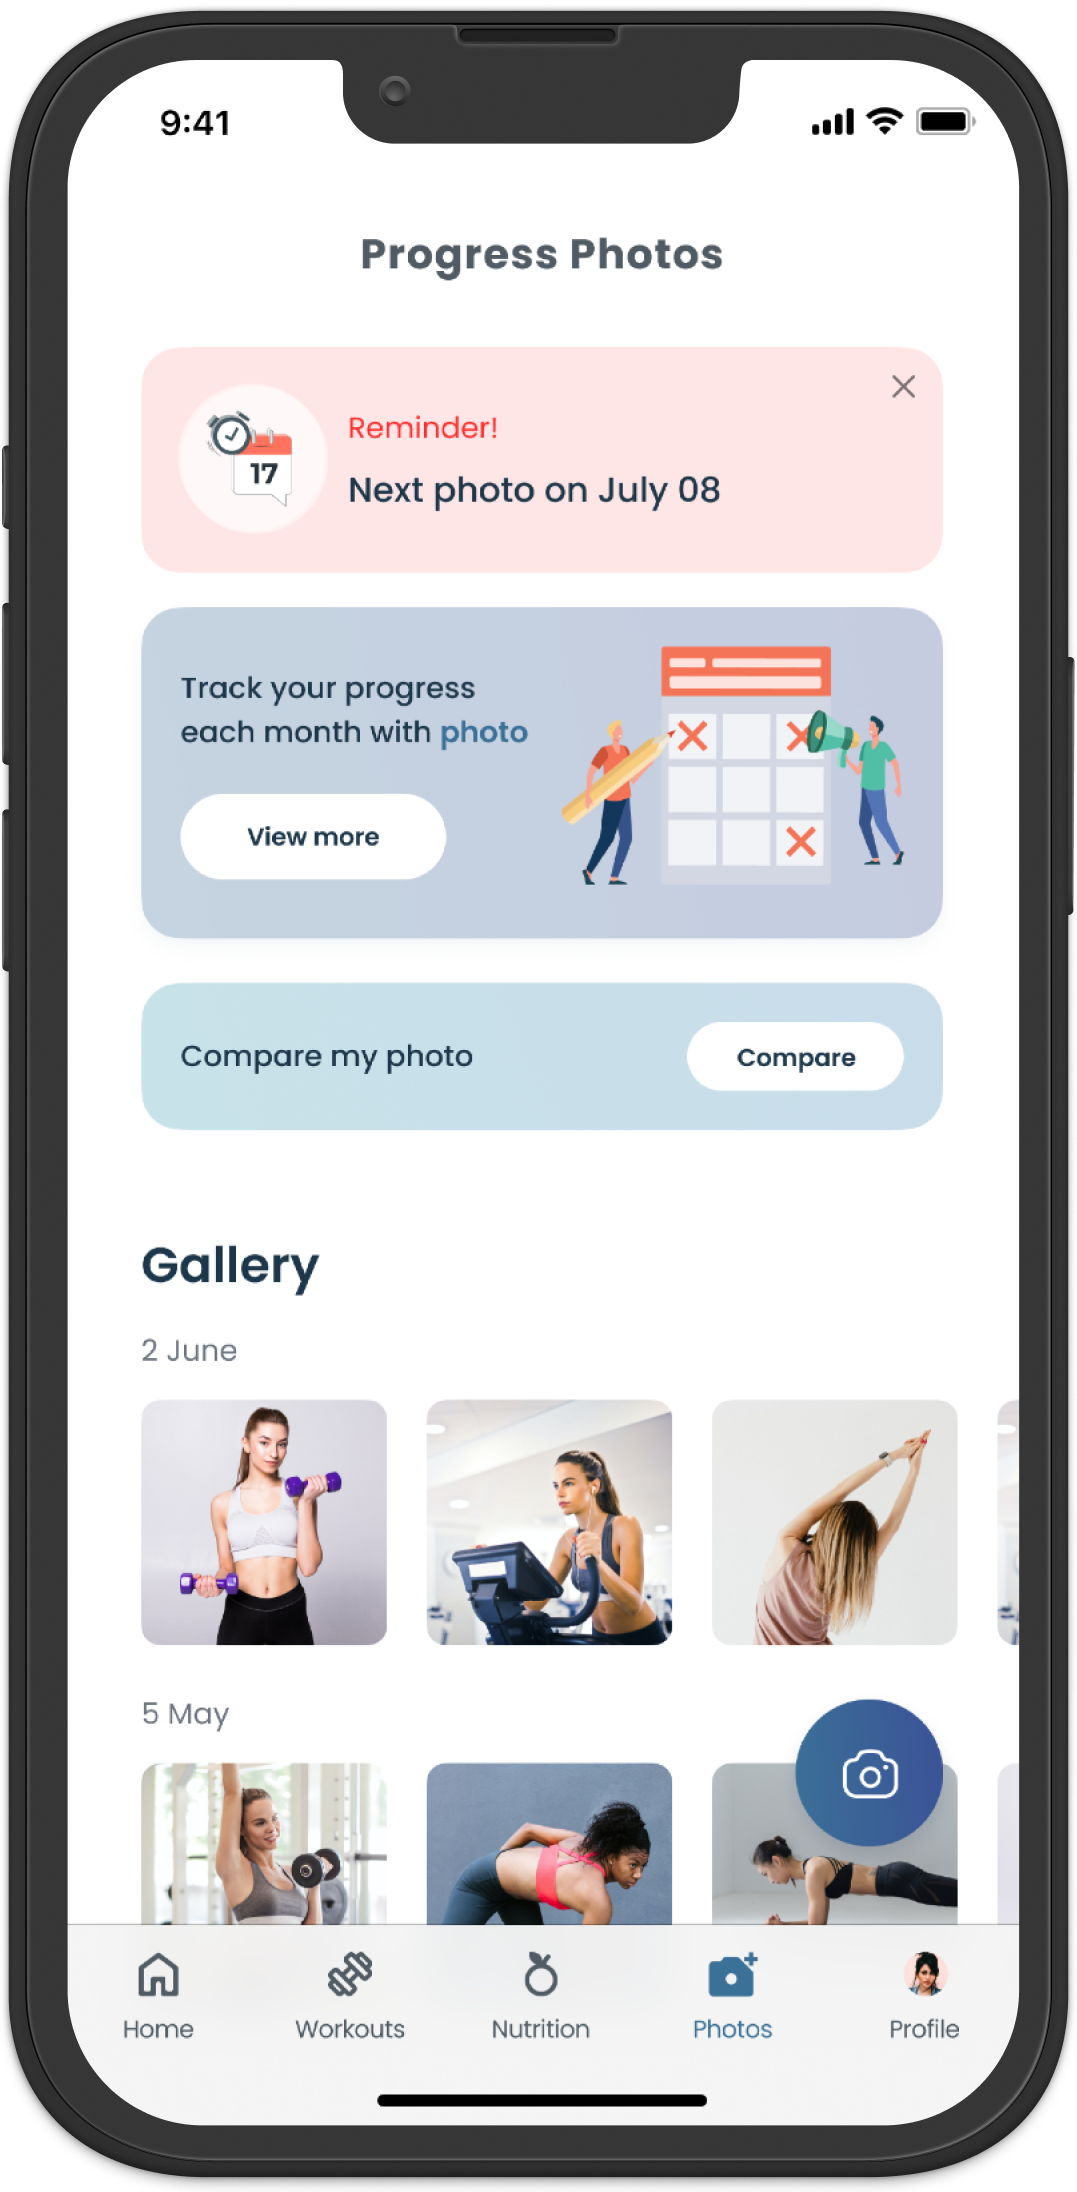 9:41
Progress Photos
Reminder!
17
Next photo on July 08
Track your progress
each month with photo
View more
Compare my photo
Compare
Gallery
2 June
5 May
Home
Workouts
Nutrition
Photos
Profile